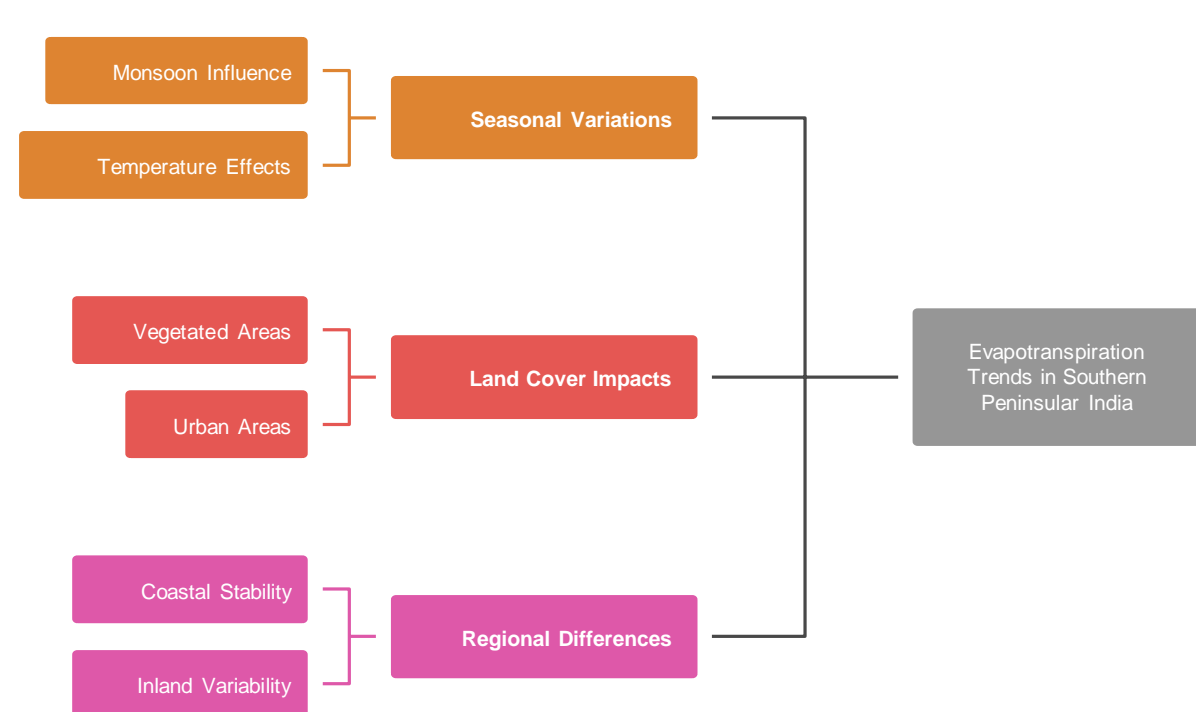 Monsoon Influence
Seasonal Variations
Temperature Effects
Vegetated Areas
Land Cover Impacts
Urban Areas
Evapotranspiration
Trends in Southern
Peninsular India
Coastal Stability
Regional Differences
Inland Variability